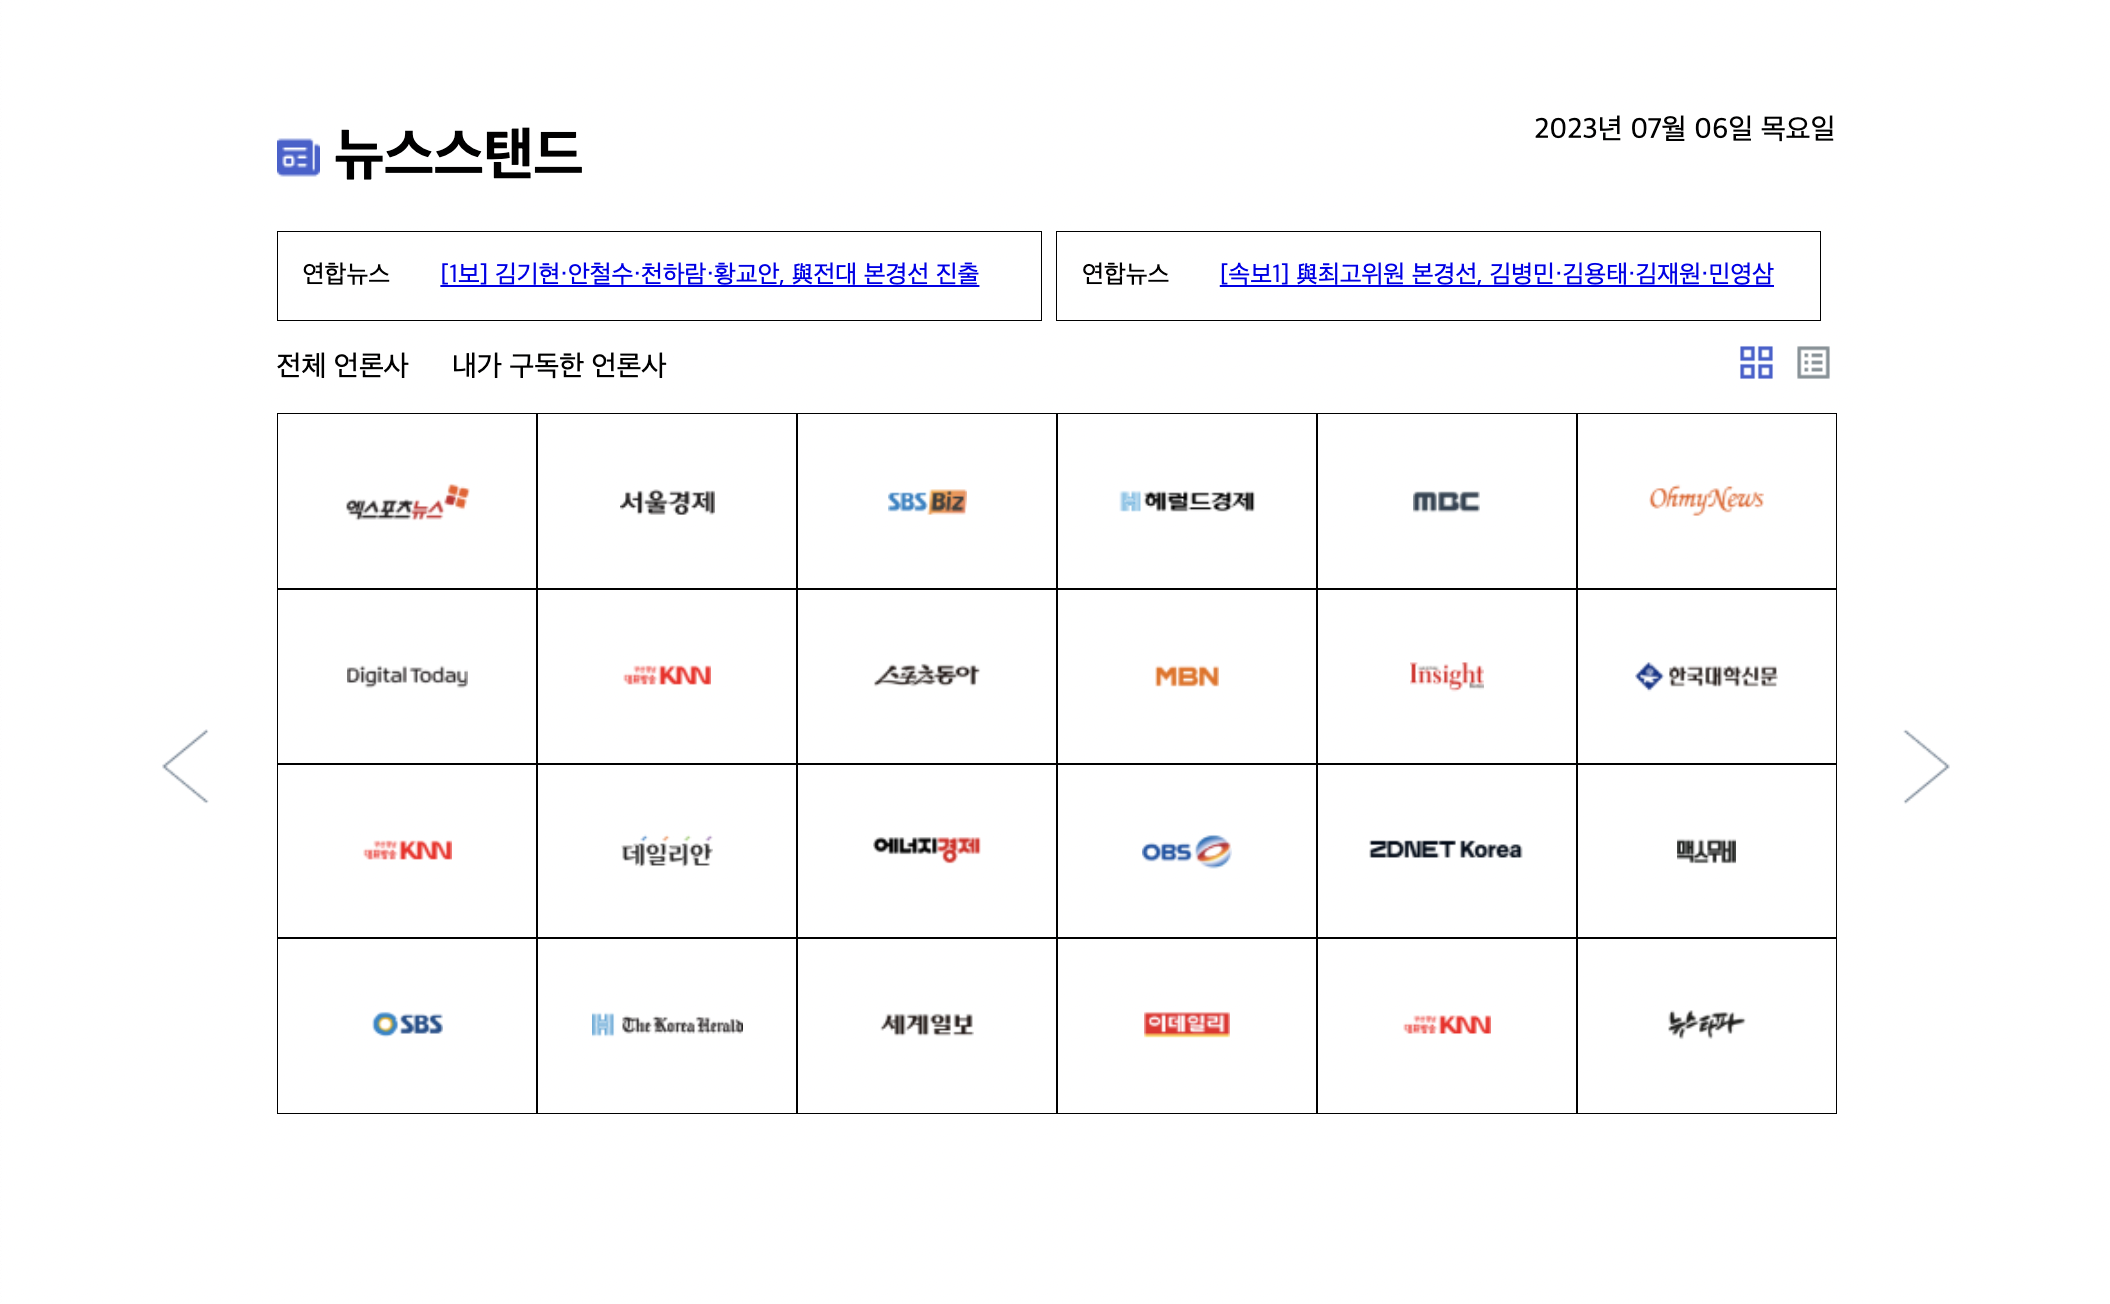 2023년 07월 06일 목요일
뉴스스탠드
연합뉴스 [1보] 김기현·안철수·천하람·황교안, 與전대 본경선 진출
연합뉴스 [속보1] 與최고위원 본경선, 김병민·김용태·김재원·민영삼
전체 언론사 내가 구독한 언론사
엑스포츠뉴스 서울경제 SBS Biz 헤럴드경제 MBC OhmyNews
Digital Today KNN 스포츠동아 MBN Insight 한국대학신문
KNN 데일리안 에너지경제 OBS ZDNET Korea 맥스무비
SBS The Korea Herald 세계일보 이데일리 KNN 뉴스타파